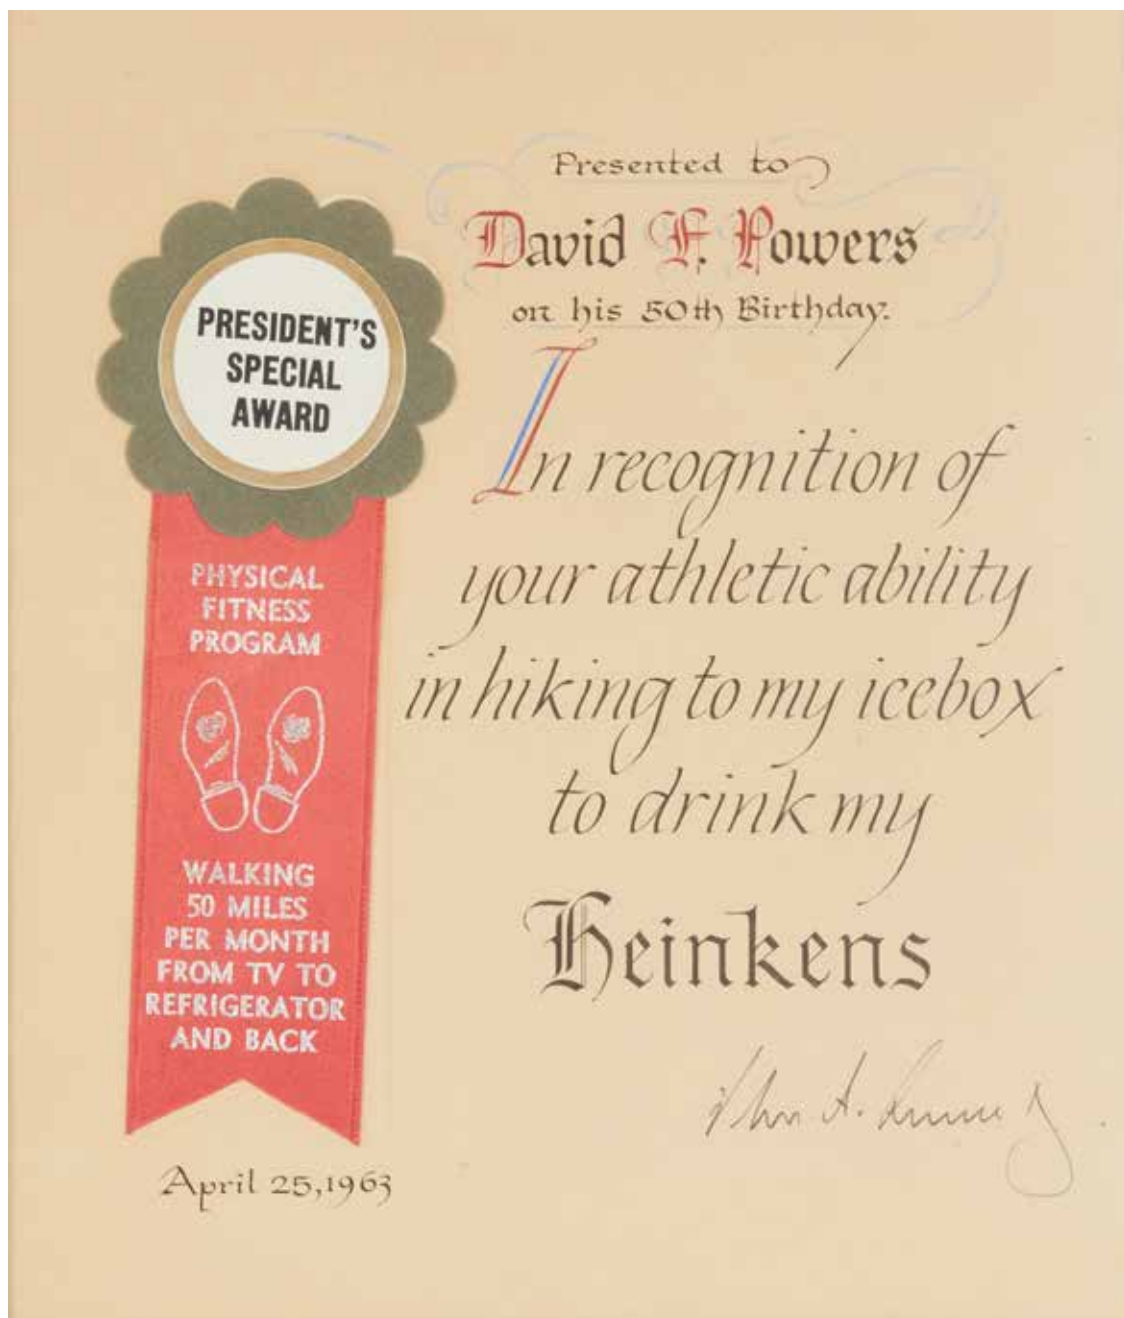 Presented to
David F. Powers
on his 50th Birthday.
In recognition of
your athletic ability
in hiking to my icebox
to drink my
Heinkens
PRESIDENT'S
SPECIAL
AWARD
PHYSICAL
FITNESS
PROGRAM
WALKING
50 MILES
PER MONTH
FROM TV TO
REFRIGERATOR
AND BACK
April 25, 1963